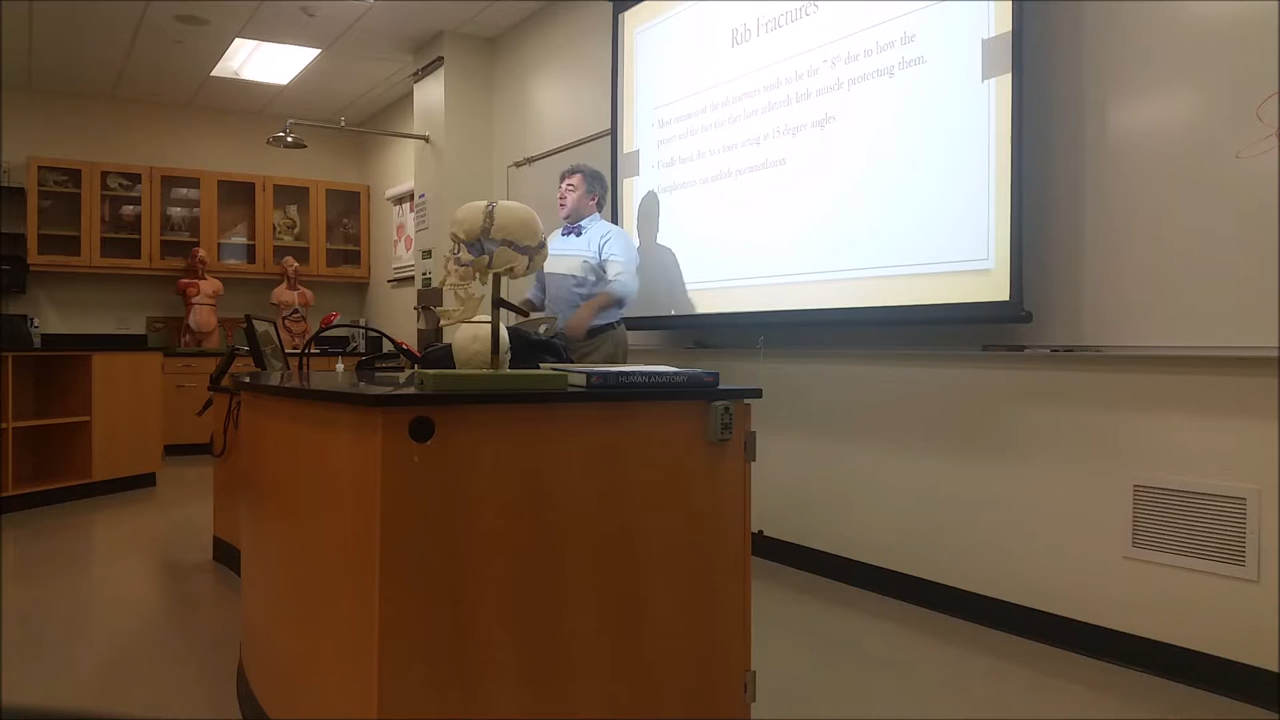 Rib Fractures
• Most common of the rib fractures tends to be the 7-8th due to how the
present and the fact that they have relatively little muscle protecting them.
• Usually lateral, due to a force acting at 45 degree angles
• Complications can include pneumothorax
HUMAN ANATOMY